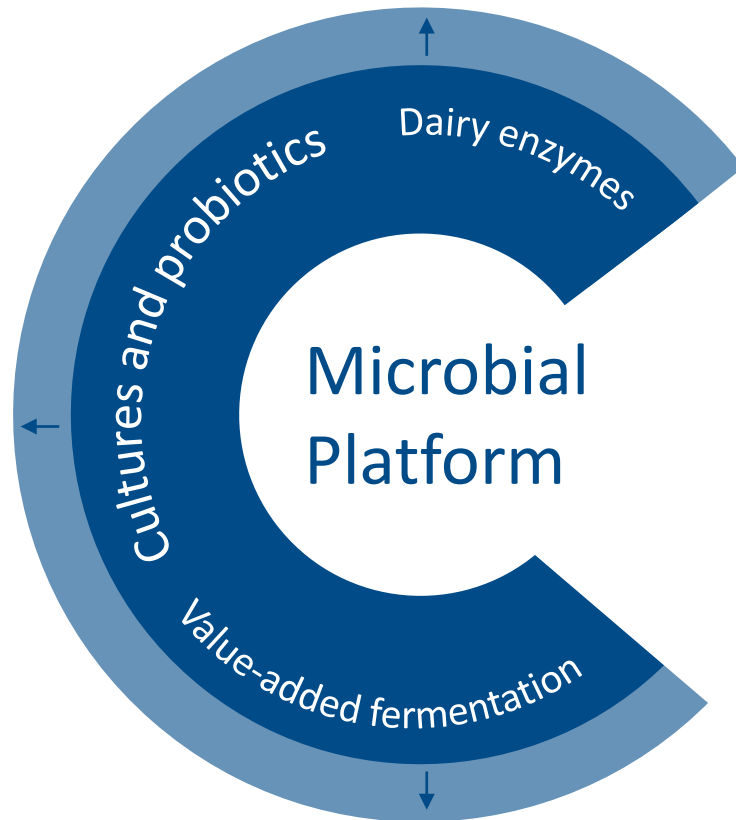 Dairy enzymes
Cultures and probiotics
Microbial
Platform
Value-added fermentation